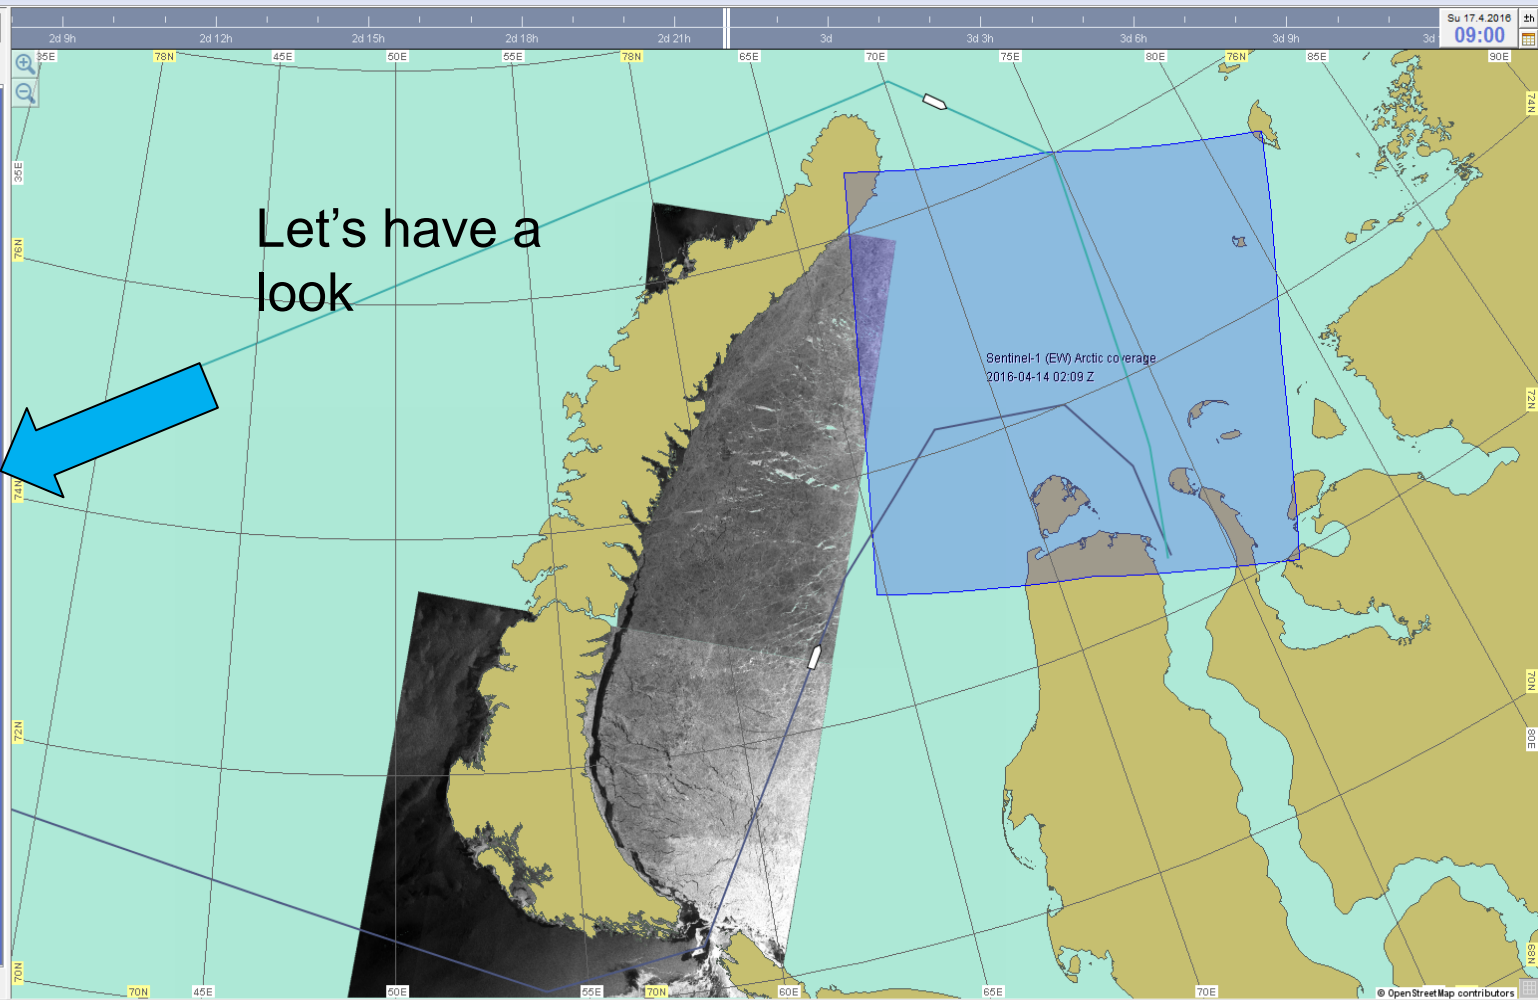 2d 9h 2d 12h 2d 15h 2d 18h 2d 21h 3d 3d 3h 3d 6h 3d 9h
Su 17.4.2016 ±h
09:00
35E 78N 45E 50E 55E 78N 65E 70E 75E 80E 76N 85E 90E
74N
35E
Let's have a
look
76N
Sentinel-1 (EW) Arctic coverage
2016-04-14 02:09 Z
72N
74N
70N
72N
80E
68N
70N
70N 45E 50E 55E 70N 60E 65E 70E
© OpenStreetMap contributors